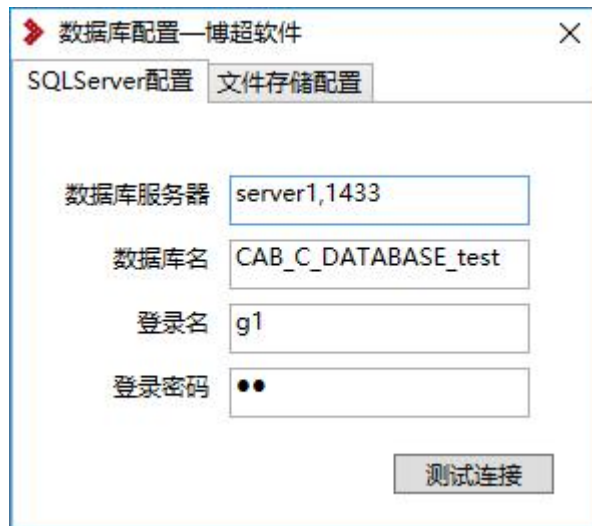 数据库配置—博超软件
SQLServer配置 文件存储配置
数据库服务器 server1,1433
数据库名 CAB_C_DATABASE_test
登录名 g1
登录密码 ●●
测试连接